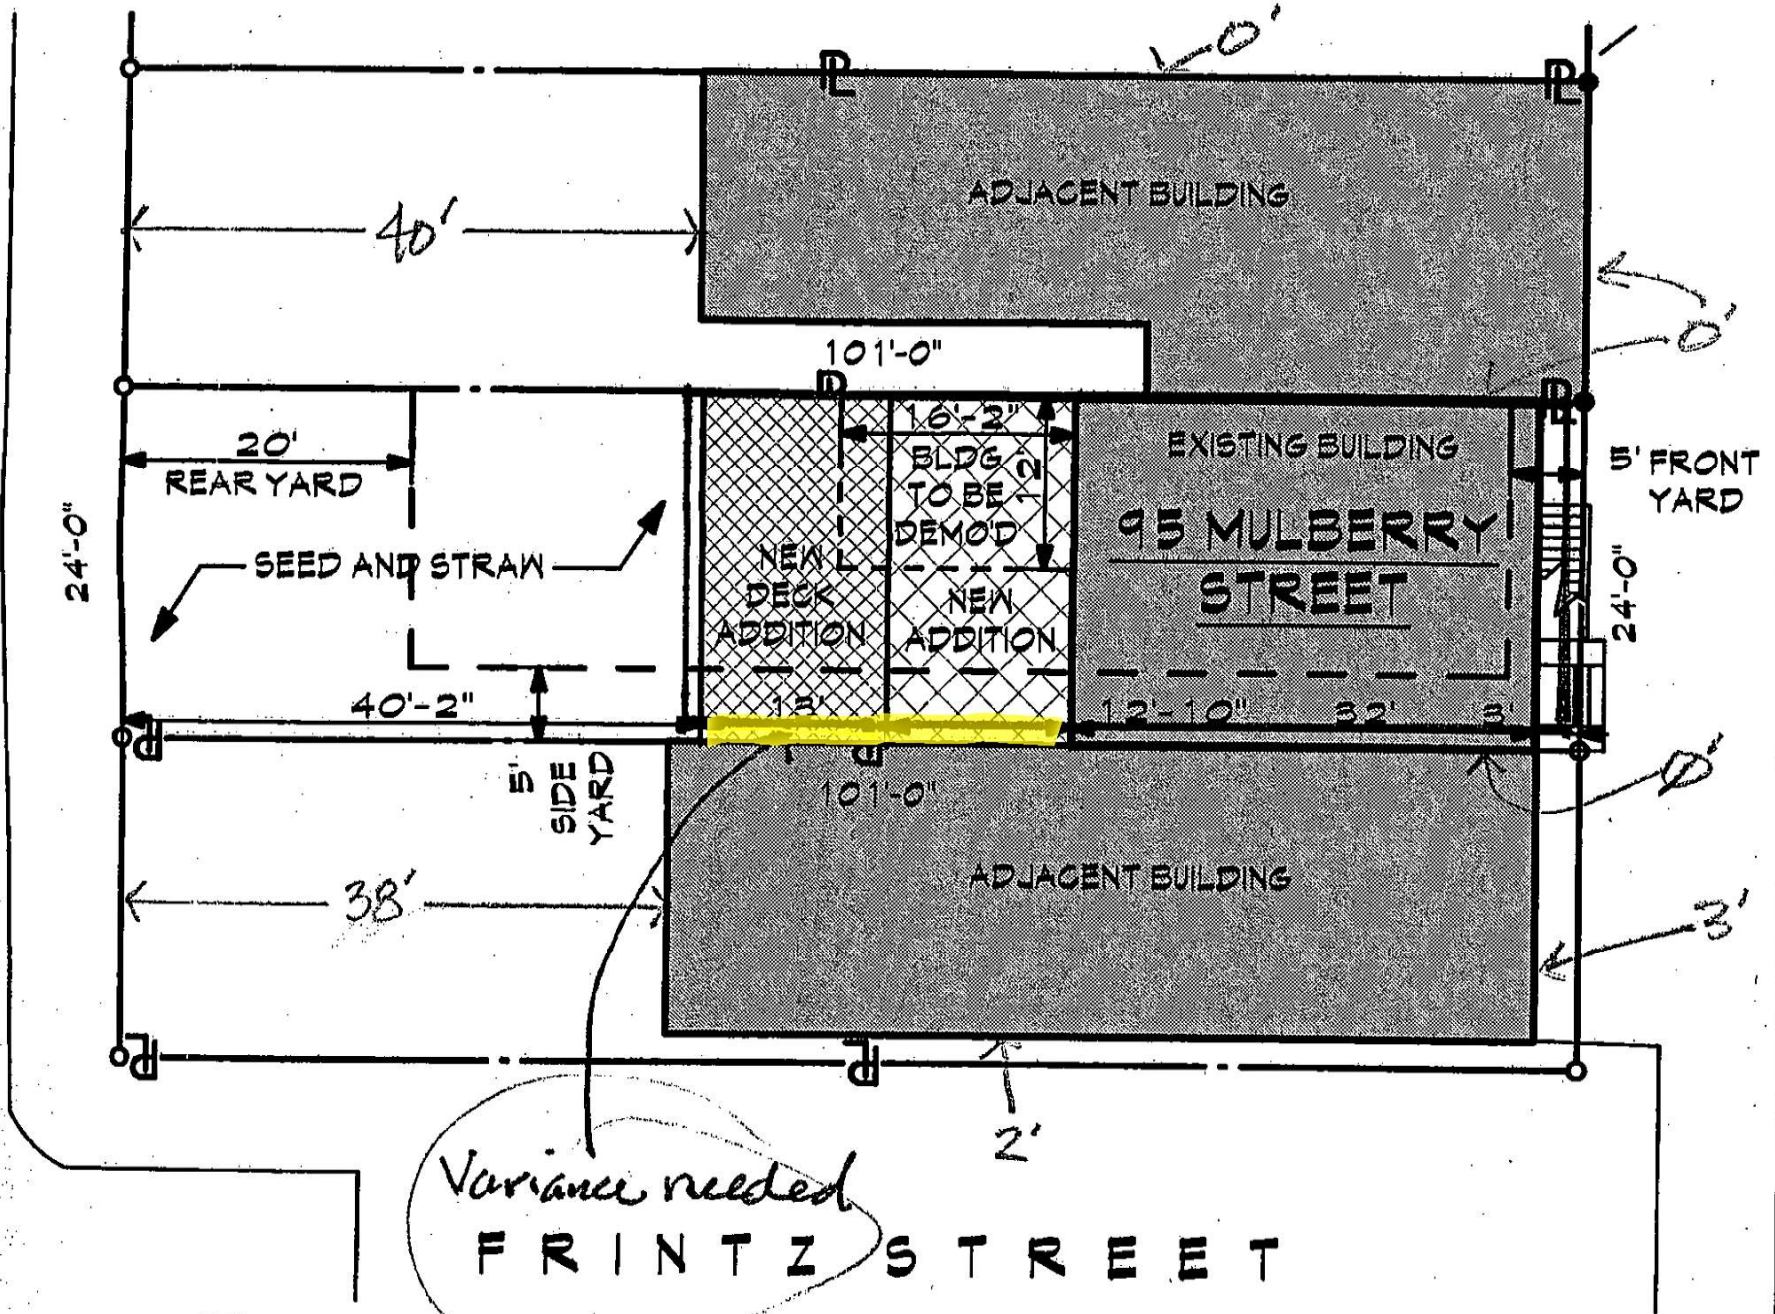 0'
PL
PL
ADJACENT BUILDING
40'
0'
101'-0"
PL
PL
16'-2"
20'
REAR YARD
BLDG
TO BE
DEMO'D
12'
EXISTING BUILDING
5' FRONT
YARD
95 MULBERRY
STREET
24'-0"
SEED AND STRAW
NEW
DECK
ADDITION
NEW
ADDITION
24'-0"
40'-2"
13'
12'-10"
32'
3'
PL
PL
5'
SIDE
YARD
101'-0"
0'
ADJACENT BUILDING
38'
3'
PL
PL
2'
Variance needed
FRINTZ STREET